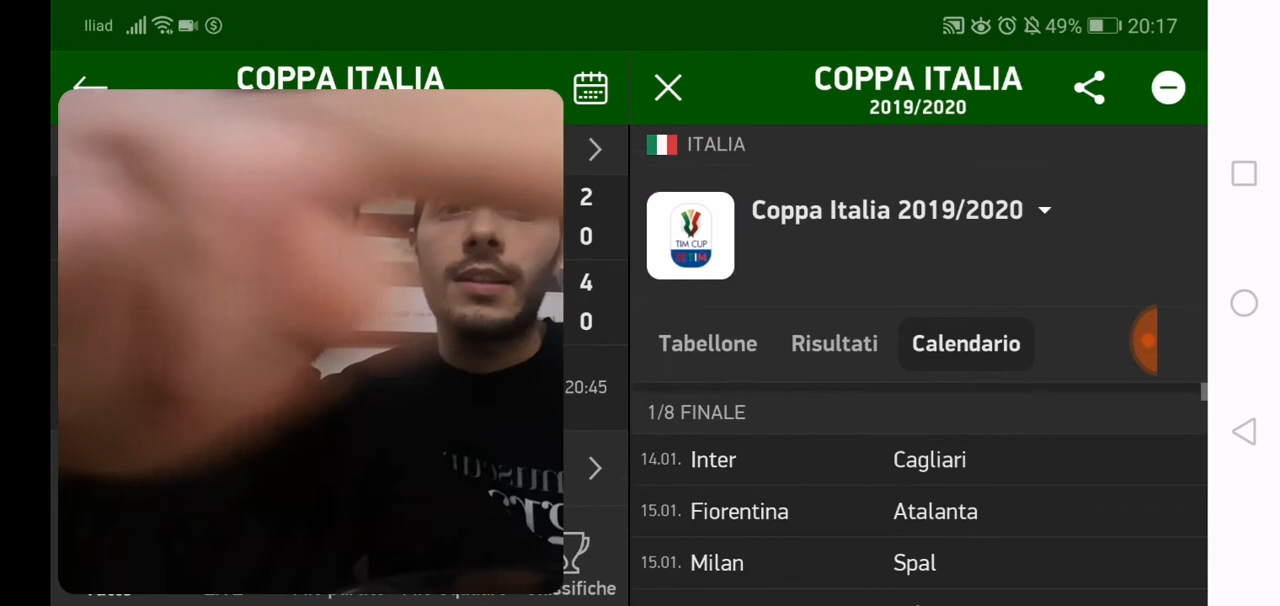 Iliad
49% 20:17
COPPA ITALIA
2
0
4
0
20:45
COPPA ITALIA
2019/2020
ITALIA
TIM CUP
Coppa Italia 2019/2020
Tabellone Risultati Calendario
1/8 FINALE
14.01. Inter Cagliari
15.01. Fiorentina Atalanta
15.01. Milan Spal